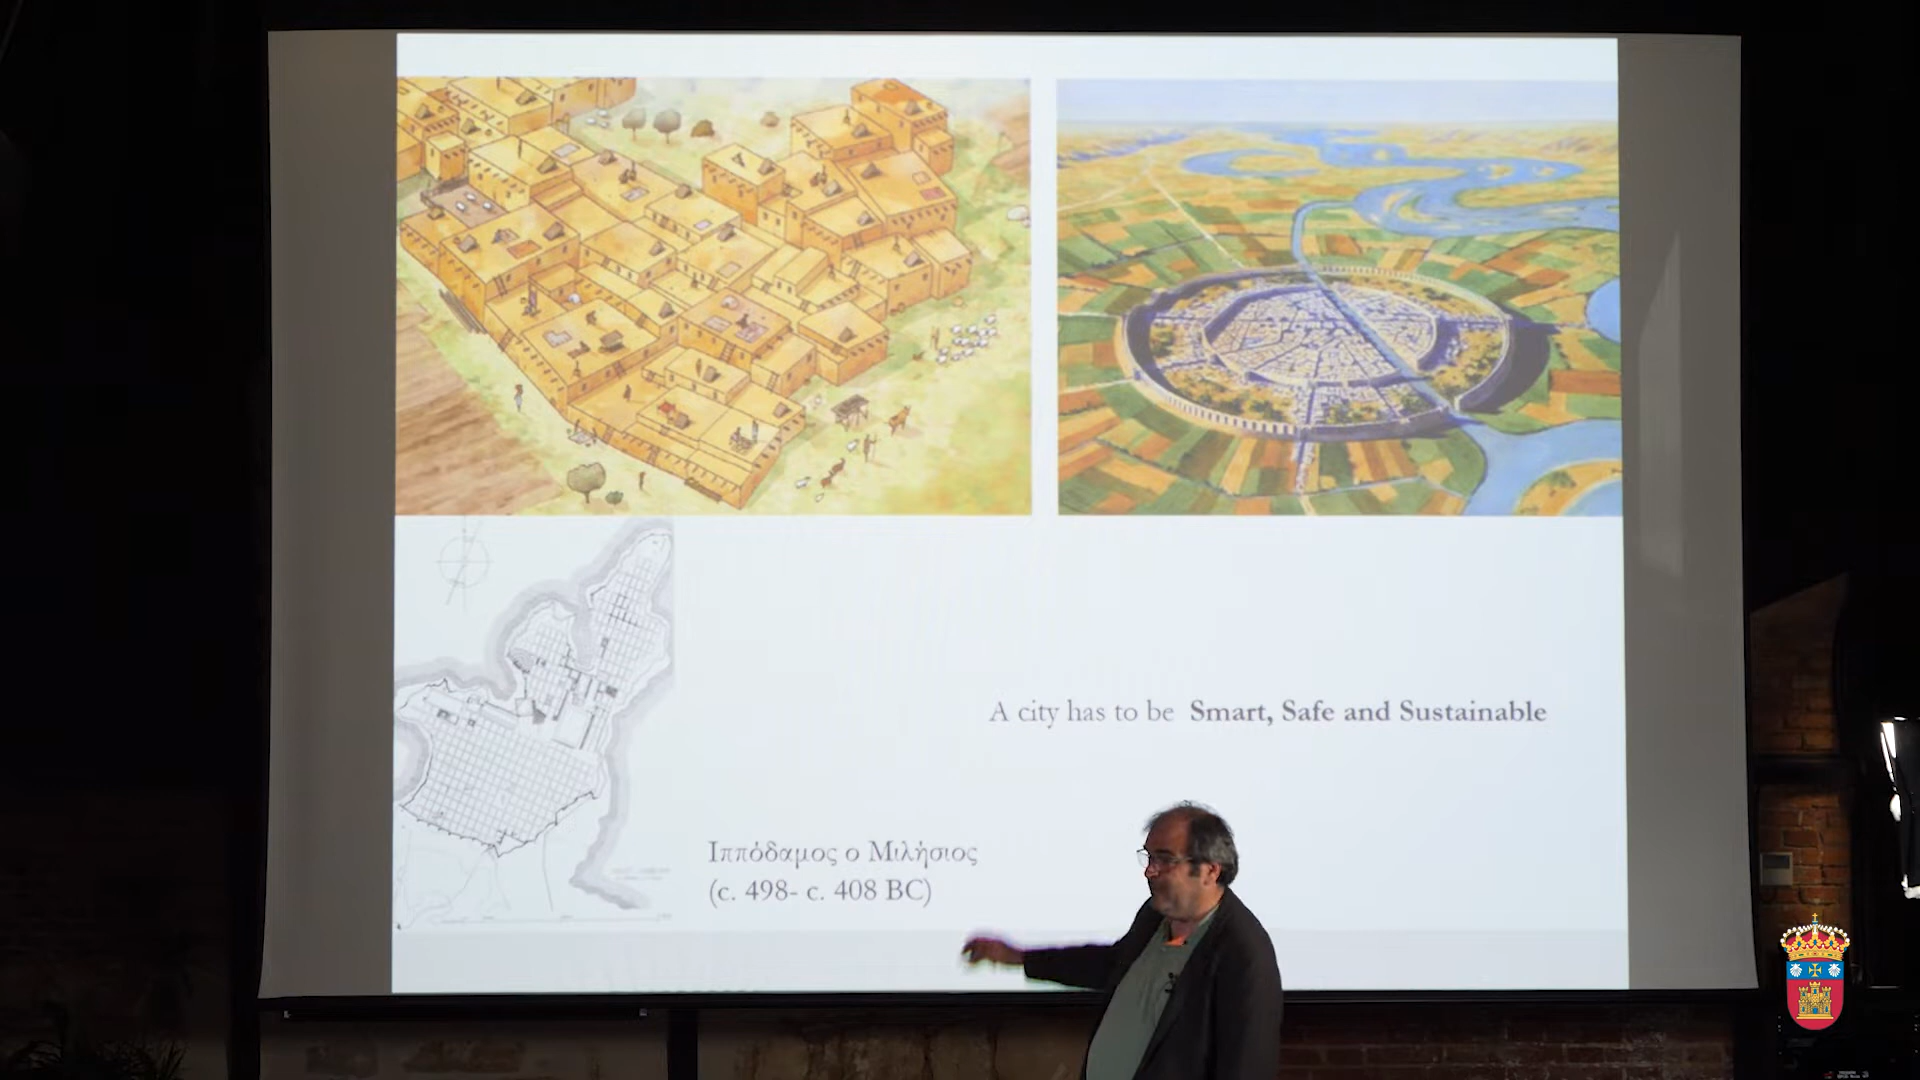 A city has to be Smart, Safe and Sustainable
Ιππόδαμος ο Μιλήσιος
(c. 498- c. 408 BC)